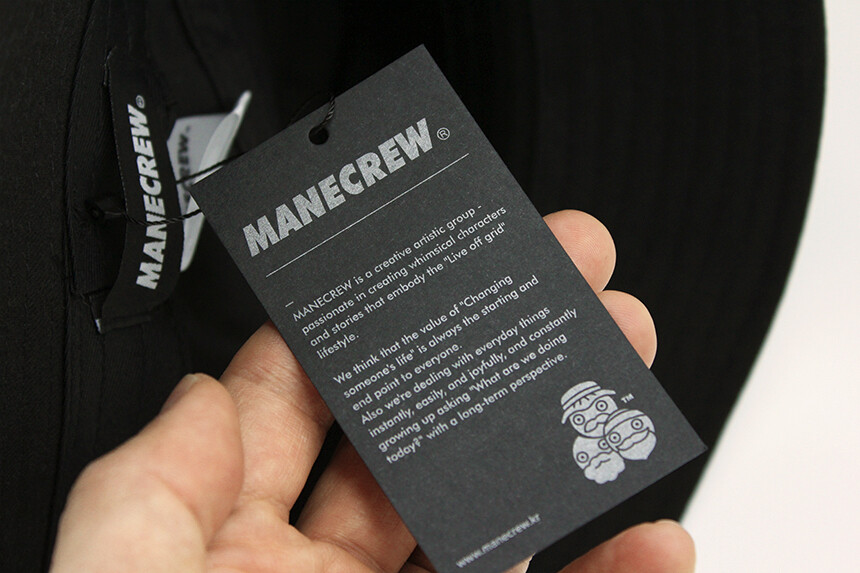 MANECREW®
MANECREW
MANECREW®
–
MANECREW is a creative artistic group -
passionate in creating whimsical characters
and stories that embody the "Live off grid"
lifestyle.
We think that the value of "Changing
someone's life" is always the starting and
end point to everyone.
Also we're dealing with everyday things
instantly, easily, and joyfully, and constantly
growing up asking "What are we doing
today?" with a long-term perspective.
TM
www.manecrew.kr